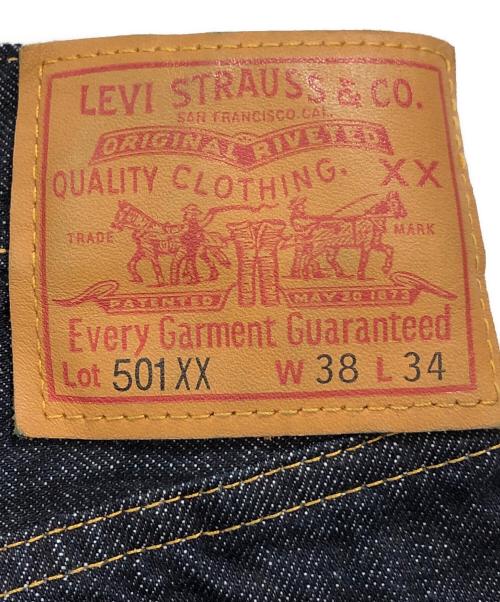 LEVI STRAUSS & CO.
SAN FRANCISCO.CAL.
ORIGINAL RIVETED
QUALITY CLOTHING. XX
TRADE MARK
PATENTED MAY 20 1873
Every Garment Guaranteed
Lot 501XX W 38 L 34